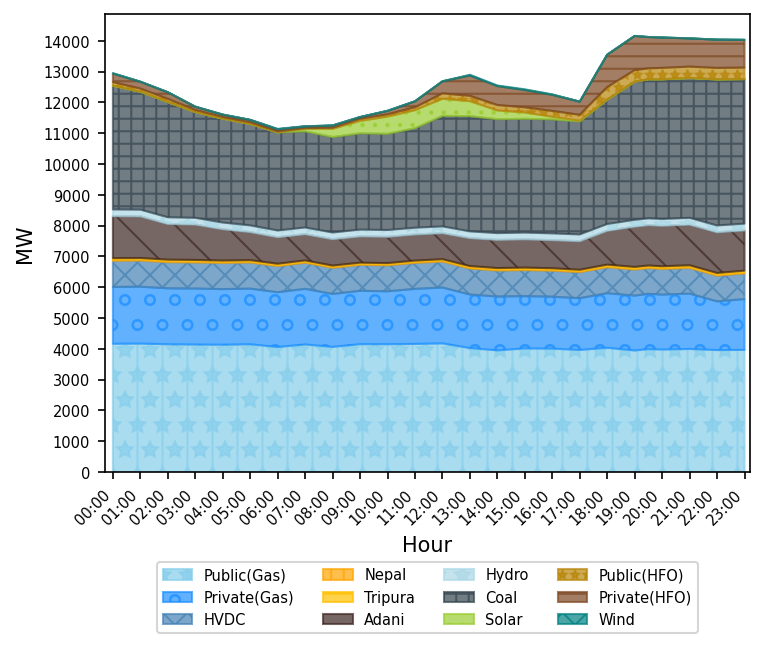 14000
13000
12000
11000
10000
9000
8000
7000
6000
5000
4000
3000
2000
1000
0
MW
00:00 01:00 02:00 03:00 04:00 05:00 06:00 07:00 08:00 09:00 10:00 11:00 12:00 13:00 14:00 15:00 16:00 17:00 18:00 19:00 20:00 21:00 22:00 23:00
Hour
Public(Gas) Nepal Hydro Public(HFO)
Private(Gas) Tripura Coal Private(HFO)
HVDC Adani Solar Wind